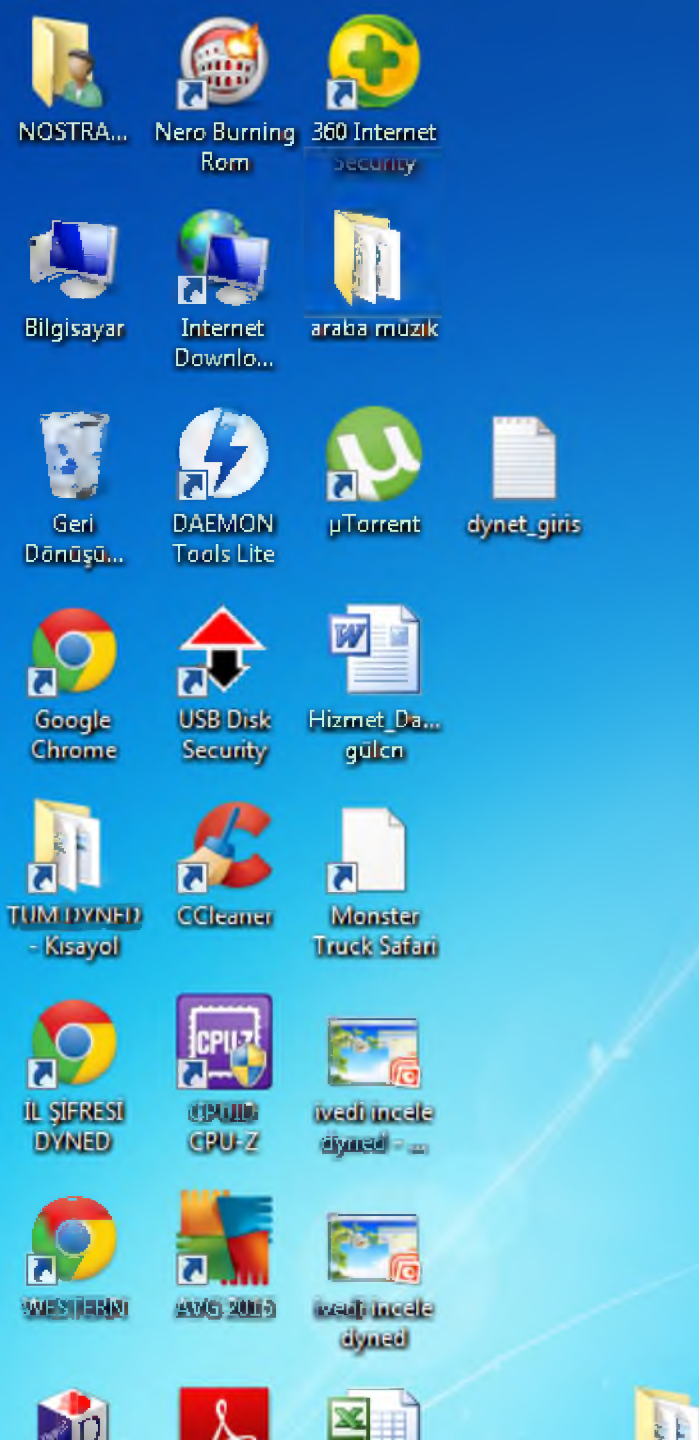 NOSTRA...
Nero Burning
Rom
360 Internet
Security
Bilgisayar
Internet
Downlo...
araba müzik
Geri
Dönüşü...
DAEMON
Tools Lite
µTorrent
dynet_giris
Google
Chrome
USB Disk
Security
Hizmet_Da...
gülcn
TUM DYNED
- Kısayol
CCleaner
Monster
Truck Safari
İL ŞİFRESİ
DYNED
CPU-Z
CPUID
CPU-Z
ivedi incele
dyned - ...
WESTERN
AVG 2015
ivedi incele
dyned